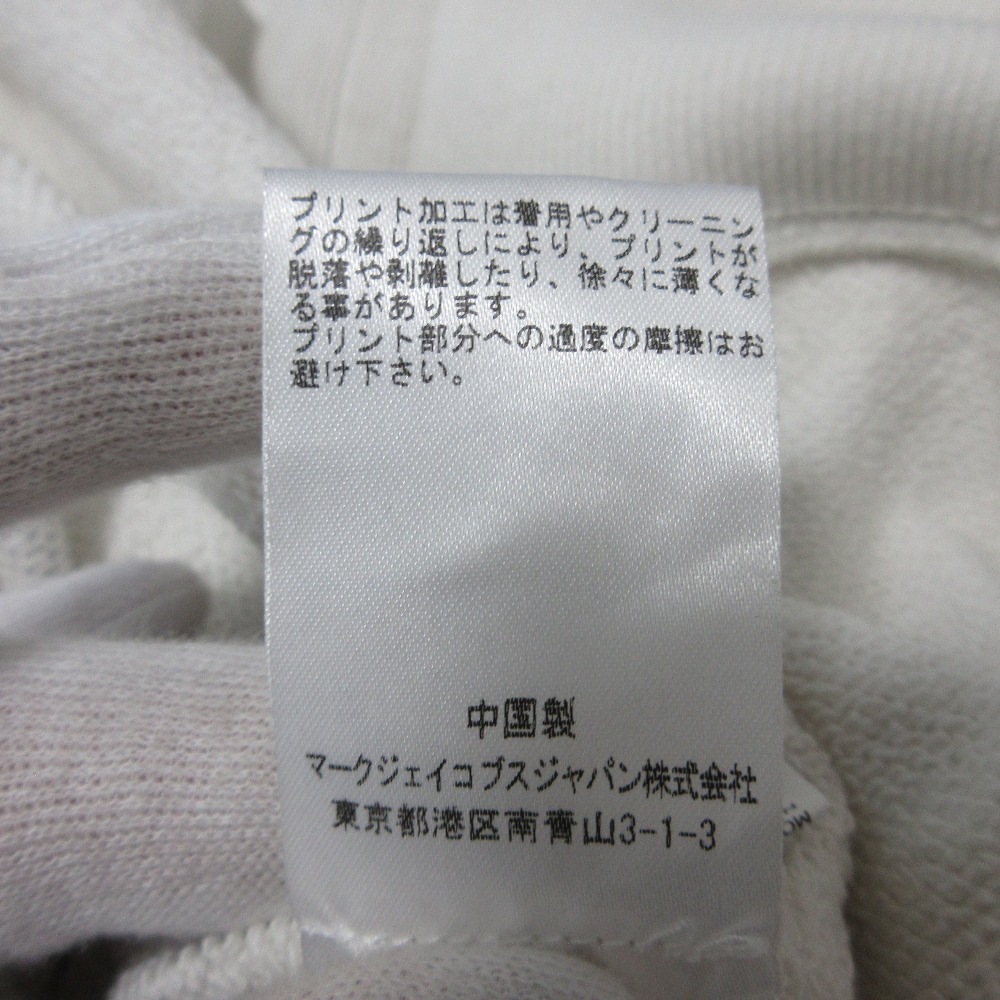 プリント加工は着用やクリーニン
グの繰り返しにより、プリントが
脱落や剥離したり、徐々に薄くな
る事があります。
プリント部分への過度の摩擦はお
避け下さい。
中国製
マークジェイコブスジャパン株式会社
東京都港区南青山3-1-3